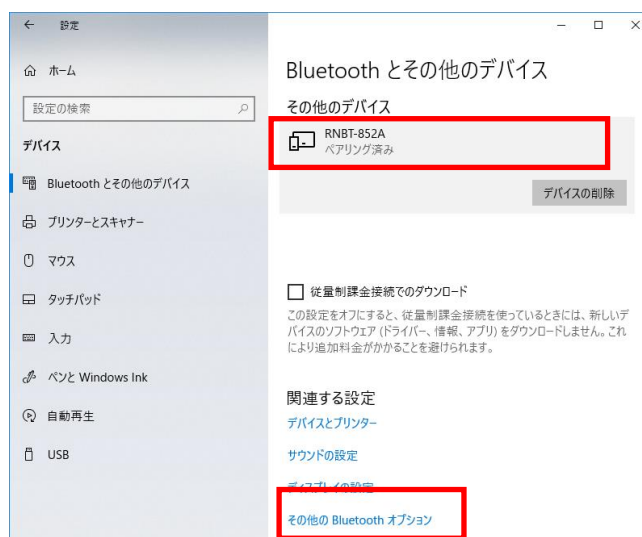 設定
ホーム
設定の検索
デバイス
Bluetooth とその他のデバイス
プリンターとスキャナー
マウス
タッチパッド
入力
ペンと Windows Ink
自動再生
USB
Bluetooth とその他のデバイス
その他のデバイス
RNBT-852A
ペアリング済み
デバイスの削除
従量制課金接続でのダウンロード
この設定をオフにすると、従量制課金接続を使っているときには、新しいデ
バイスのソフトウェア (ドライバー、情報、アプリ) をダウンロードしません。これ
により追加料金がかかることを避けられます。
関連する設定
デバイスとプリンター
サウンドの設定
ディスプレイの設定
その他の Bluetooth オプション